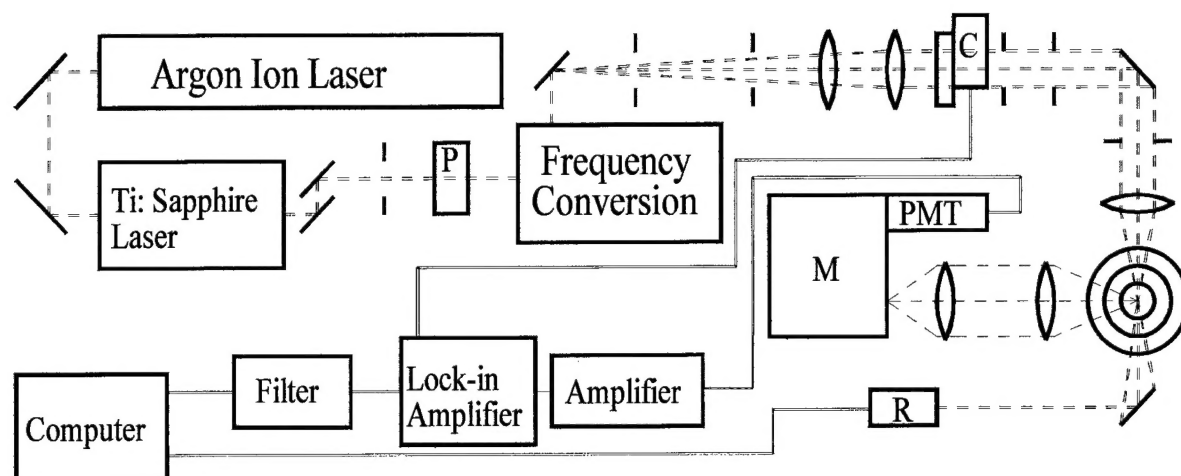 Argon Ion Laser
C
P
Frequency
Conversion
Ti: Sapphire
Laser
PMT
M
Filter
Lock-in
Amplifier
Amplifier
R
Computer